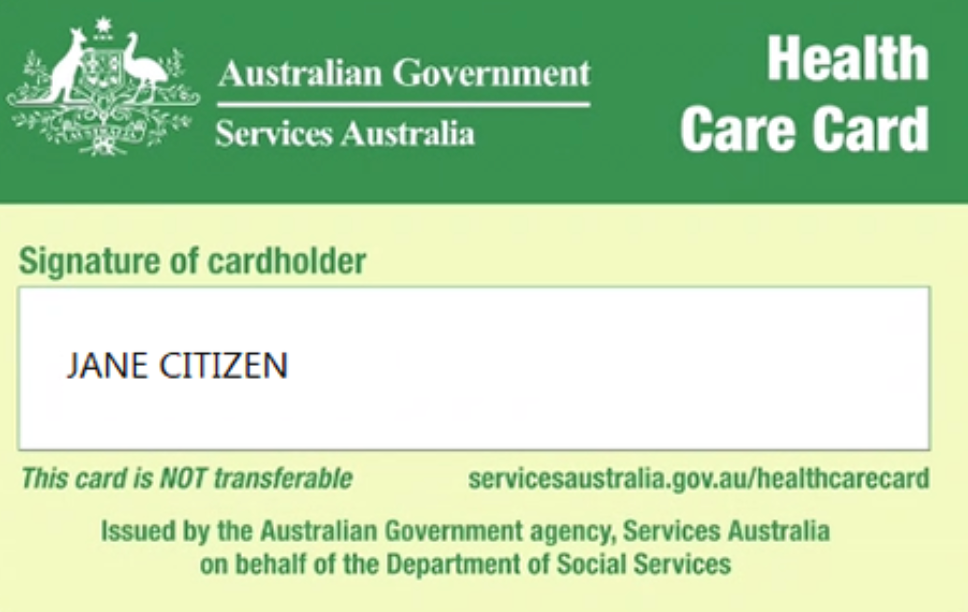 Australian Government
Services Australia
Health
Care Card
Signature of cardholder
JANE CITIZEN
This card is NOT transferable
servicesaustralia.gov.au/healthcarecard
Issued by the Australian Government agency, Services Australia
on behalf of the Department of Social Services